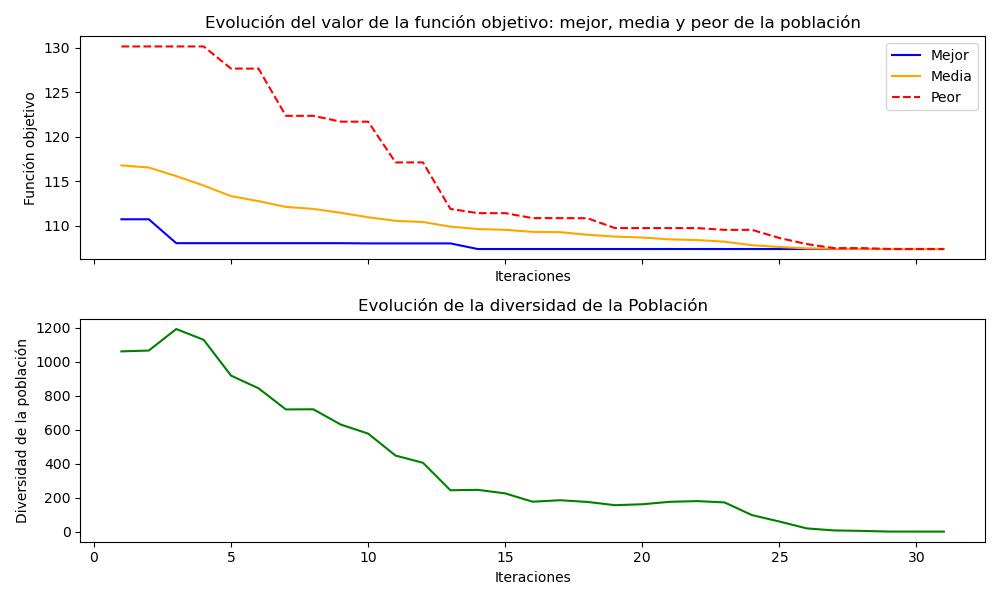 Evolución del valor de la función objetivo: mejor, media y peor de la población
130
125
120
115
110
Función objetivo
Mejor
Media
Peor
Iteraciones
Evolución de la diversidad de la Población
1200
1000
800
600
400
200
0
Diversidad de la población
0 5 10 15 20 25 30
Iteraciones